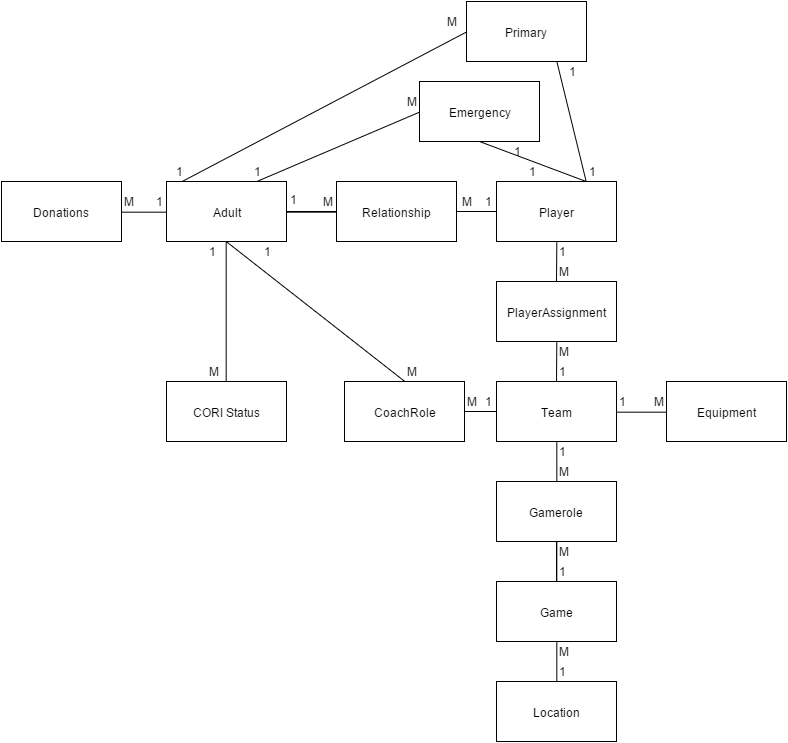 M
Primary
1
M
Emergency
1
1
1
1
1
Donations
M
1
Adult
1
M
Relationship
M
1
Player
1
1
1
M
PlayerAssignment
M
1
M
M
CORI Status
CoachRole
M
1
Team
1
M
Equipment
1
M
Gamerole
M
1
Game
M
1
Location